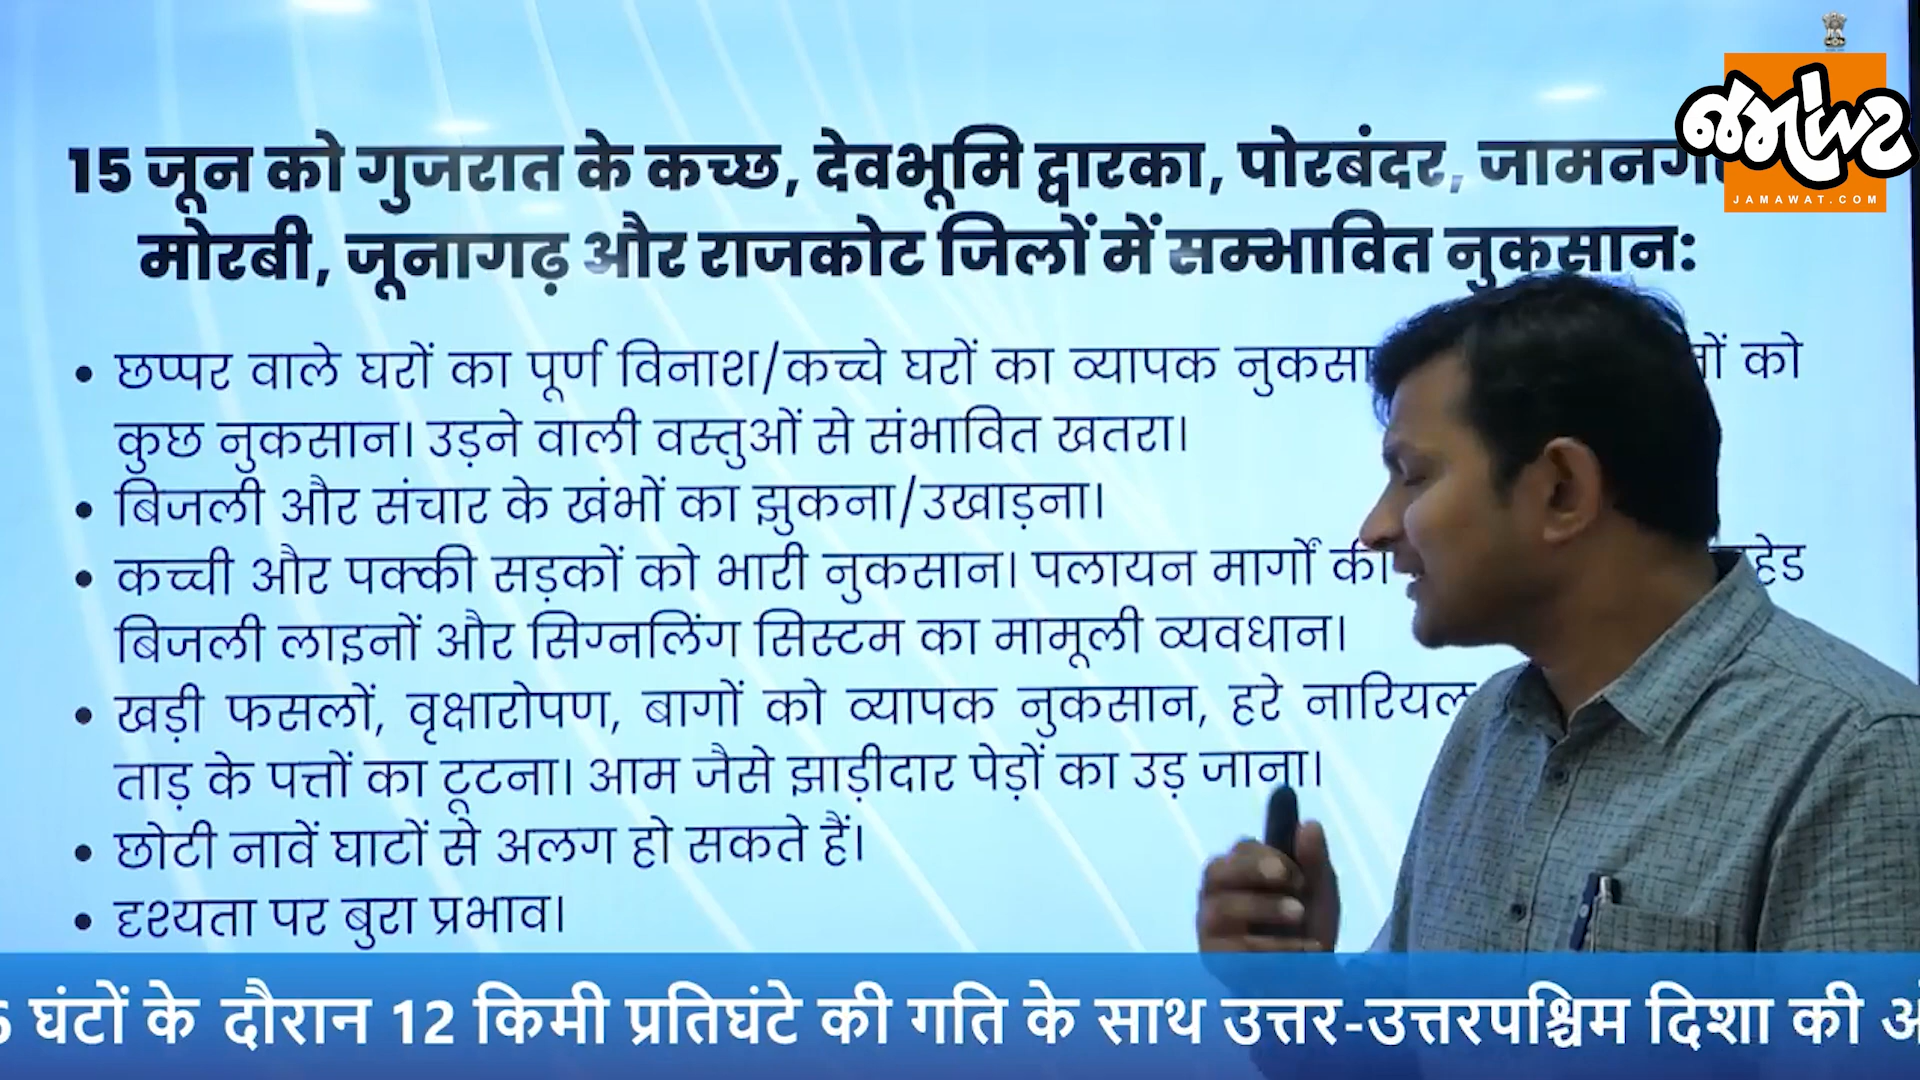 જમાવટ
JAMAWAT.COM
15 जून को गुजरात के कच्छ, देवभूमि द्वारका, पोरबंदर,
मोरबी, जूनागढ़ और राजकोट जिलों में सम्भावित नुकसान:
• छप्पर वाले घरों का पूर्ण विनाश/कच्चे घरों का व्यापक को
कुछ नुकसान। उड़ने वाली वस्तुओं से संभावित खतरा।
• बिजली और संचार के खंभों का झुकना/उखाड़ना।
• कच्ची और पक्की सड़कों को भारी नुकसान। पलायन मार्गों की
बिजली लाइनों और सिग्नलिंग सिस्टम का मामूली व्यवधान।
• खड़ी फसलों, वृक्षारोपण, बागों को व्यापक नुकसान, हरे नारियल
ताड़ के पत्तों का टूटना। आम जैसे झाड़ीदार पेड़ों का उड़ जाना।
• छोटी नावें घाटों से अलग हो सकते हैं।
• दृश्यता पर बुरा प्रभाव।
घंटों के दौरान 12 किमी प्रतिघंटे की गति के साथ उत्तर-उत्तरपश्चिम दिशा की